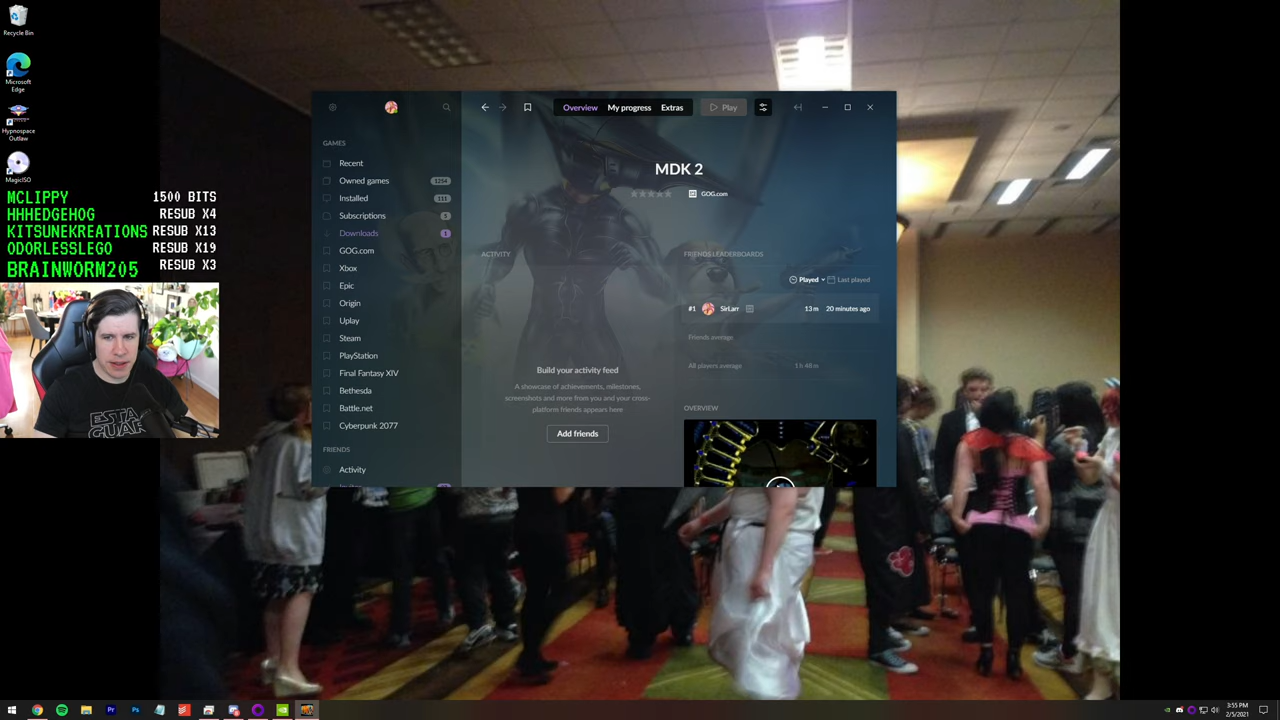 Recycle Bin
Microsoft
Edge
Hypnospace
Outlaw
MagicISO
MCLIPPY 1500 BITS
HHHEDGEHOG RESUB X4
KITSUNEKREATIONS RESUB X13
ODORLESSLEGO RESUB X19
BRAINWORM205 RESUB X3
ESTA
GUAR
Overview My progress Extras Play
GAMES
Recent
Owned games 1254
Installed 111
Subscriptions 5
Downloads 1
GOG.com
Xbox
Epic
Origin
Uplay
Steam
PlayStation
Final Fantasy XIV
Bethesda
Battle.net
Cyberpunk 2077
FRIENDS
Activity
MDK 2
GOG.com
ACTIVITY
Build your activity feed
A showcase of achievements, milestones,
screenshots and more from you and your cross-
platform friends appears here
Add friends
FRIENDS LEADERBOARDS
Played Last played
#1 SirLarr 13 m 20 minutes ago
Friends average
All players average 1 h 48 m
OVERVIEW
3:55 PM
2/5/2021